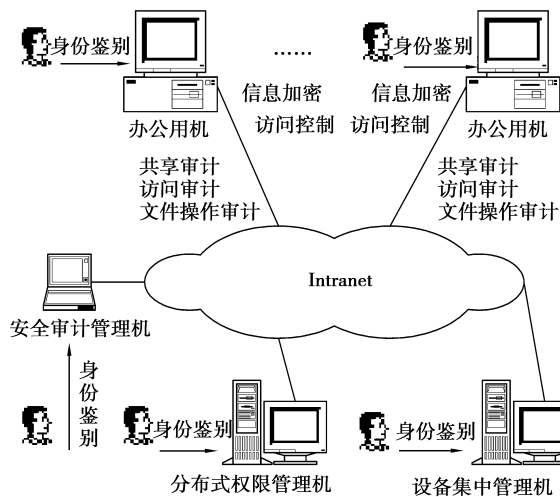 身份鉴别
……
身份鉴别
信息加密
信息加密
访问控制
访问控制
办公用机
办公用机
共享审计
访问审计
文件操作审计
共享审计
访问审计
文件操作审计
Intranet
安全审计管理机
身份鉴别
身份鉴别
身份鉴别
分布式权限管理机
设备集中管理机